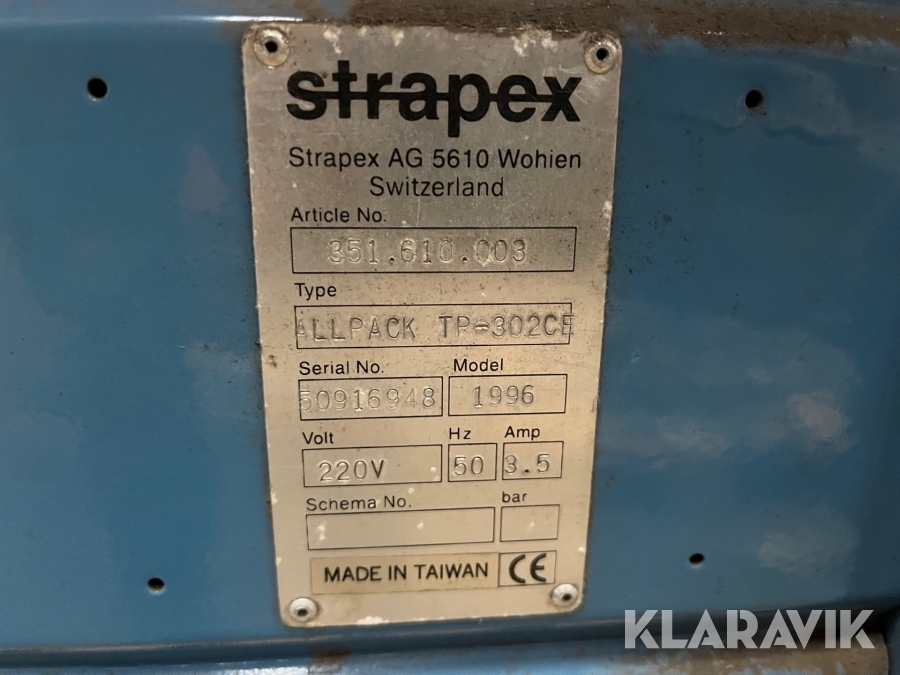 strapex
Strapex AG 5610 Wohlen
Switzerland
Article No.
351.610.003
Type
ALLPACK TP-302CE
Serial No. Model
50916948 1996
Volt Hz Amp
220V 50 3.5
Schema No. bar
MADE IN TAIWAN CE
KLARAVIK